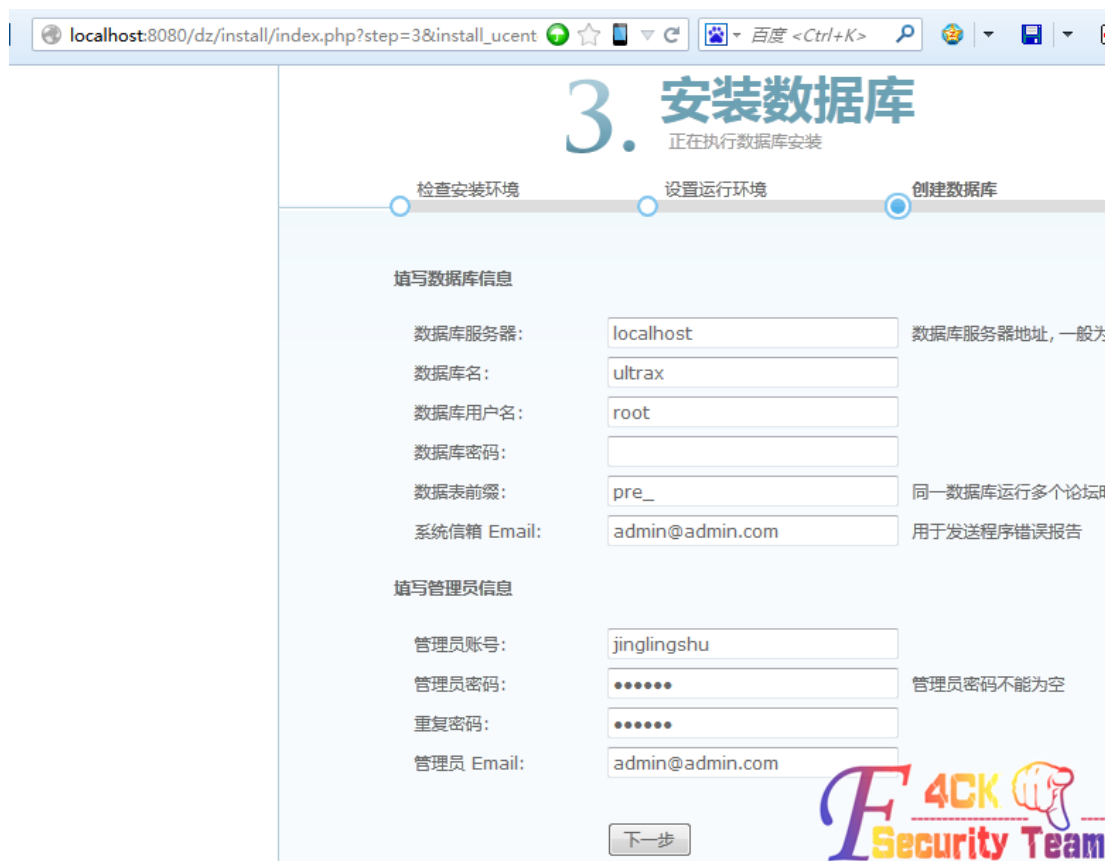 localhost:8080/dz/install/index.php?step=3&install_ucent
百度 <Ctrl+K>
3. 安装数据库
正在执行数据库安装
检查安装环境 设置运行环境 创建数据库
填写数据库信息
数据库服务器: localhost 数据库服务器地址, 一般为
数据库名: ultrax
数据库用户名: root
数据库密码:
数据表前缀: pre_ 同一数据库运行多个论坛时
系统信箱 Email: admin@admin.com 用于发送程序错误报告
填写管理员信息
管理员账号: jinglingshu
管理员密码: •••••• 管理员密码不能为空
重复密码: ••••••
管理员 Email: admin@admin.com
下一步
F4CK
Security Team